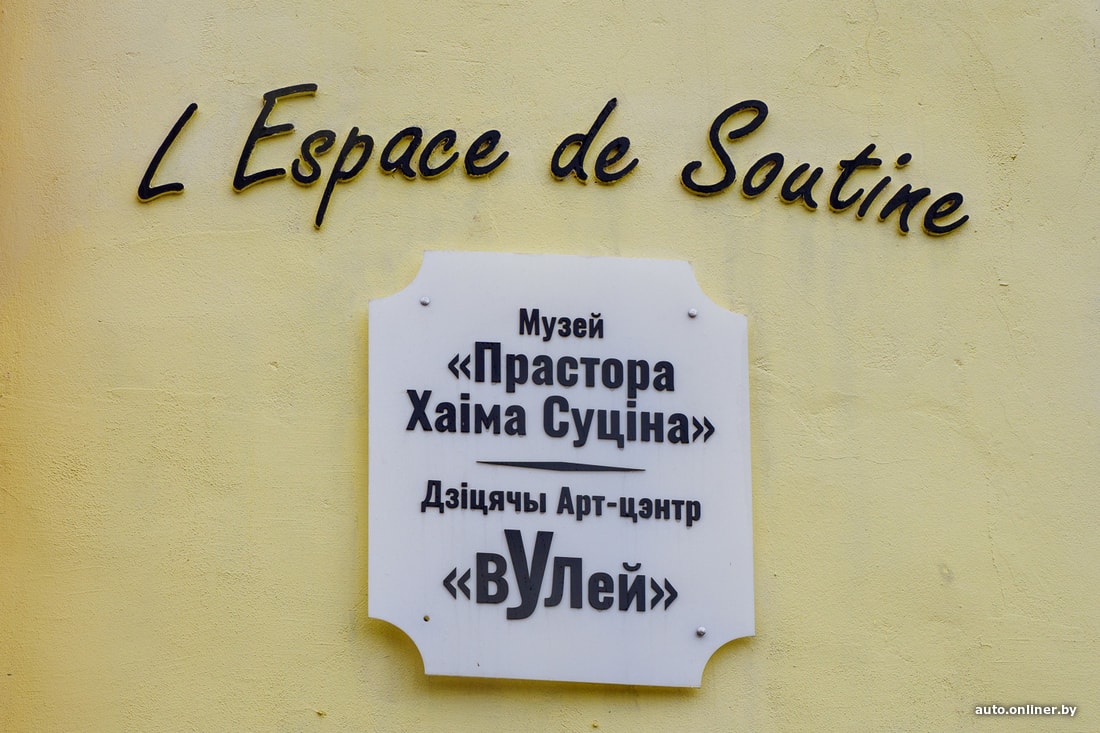 L Espace de Soutine
Музей
«Прастора
Хаіма Суціна»
Дзіцячы Арт-цэнтр
«ВУЛей»
auto.onliner.by